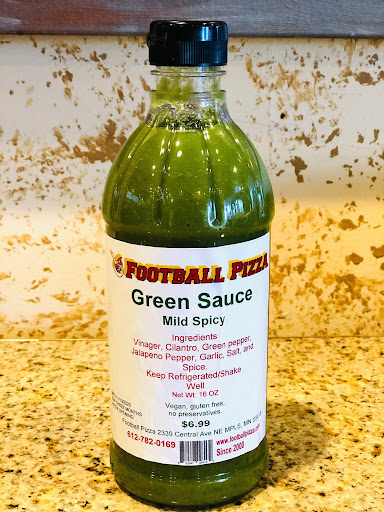 FOOTBALL PIZZA
Green Sauce
Mild Spicy
Ingredients
Vinager, Cilantro, Green pepper,
Jalapeno Pepper, Garlic, Salt, and
Spice.
Keep Refrigerated/Shake
Well
Net Wt. 16 OZ
Vegan, gluten free,
no preservatives.
$6.99
MONTHS
Football Pizza 2339 Central Ave NE MPLS, MN
612-782-0169
www.footballpizza.com
Since 2000